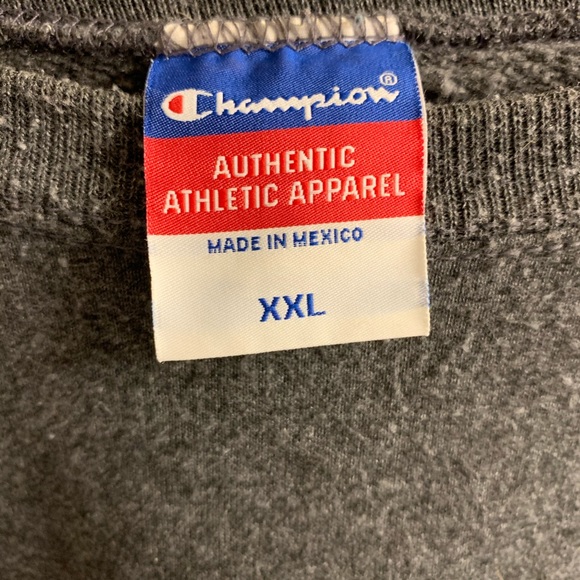 Champion®
AUTHENTIC
ATHLETIC APPAREL
MADE IN MEXICO
XXL